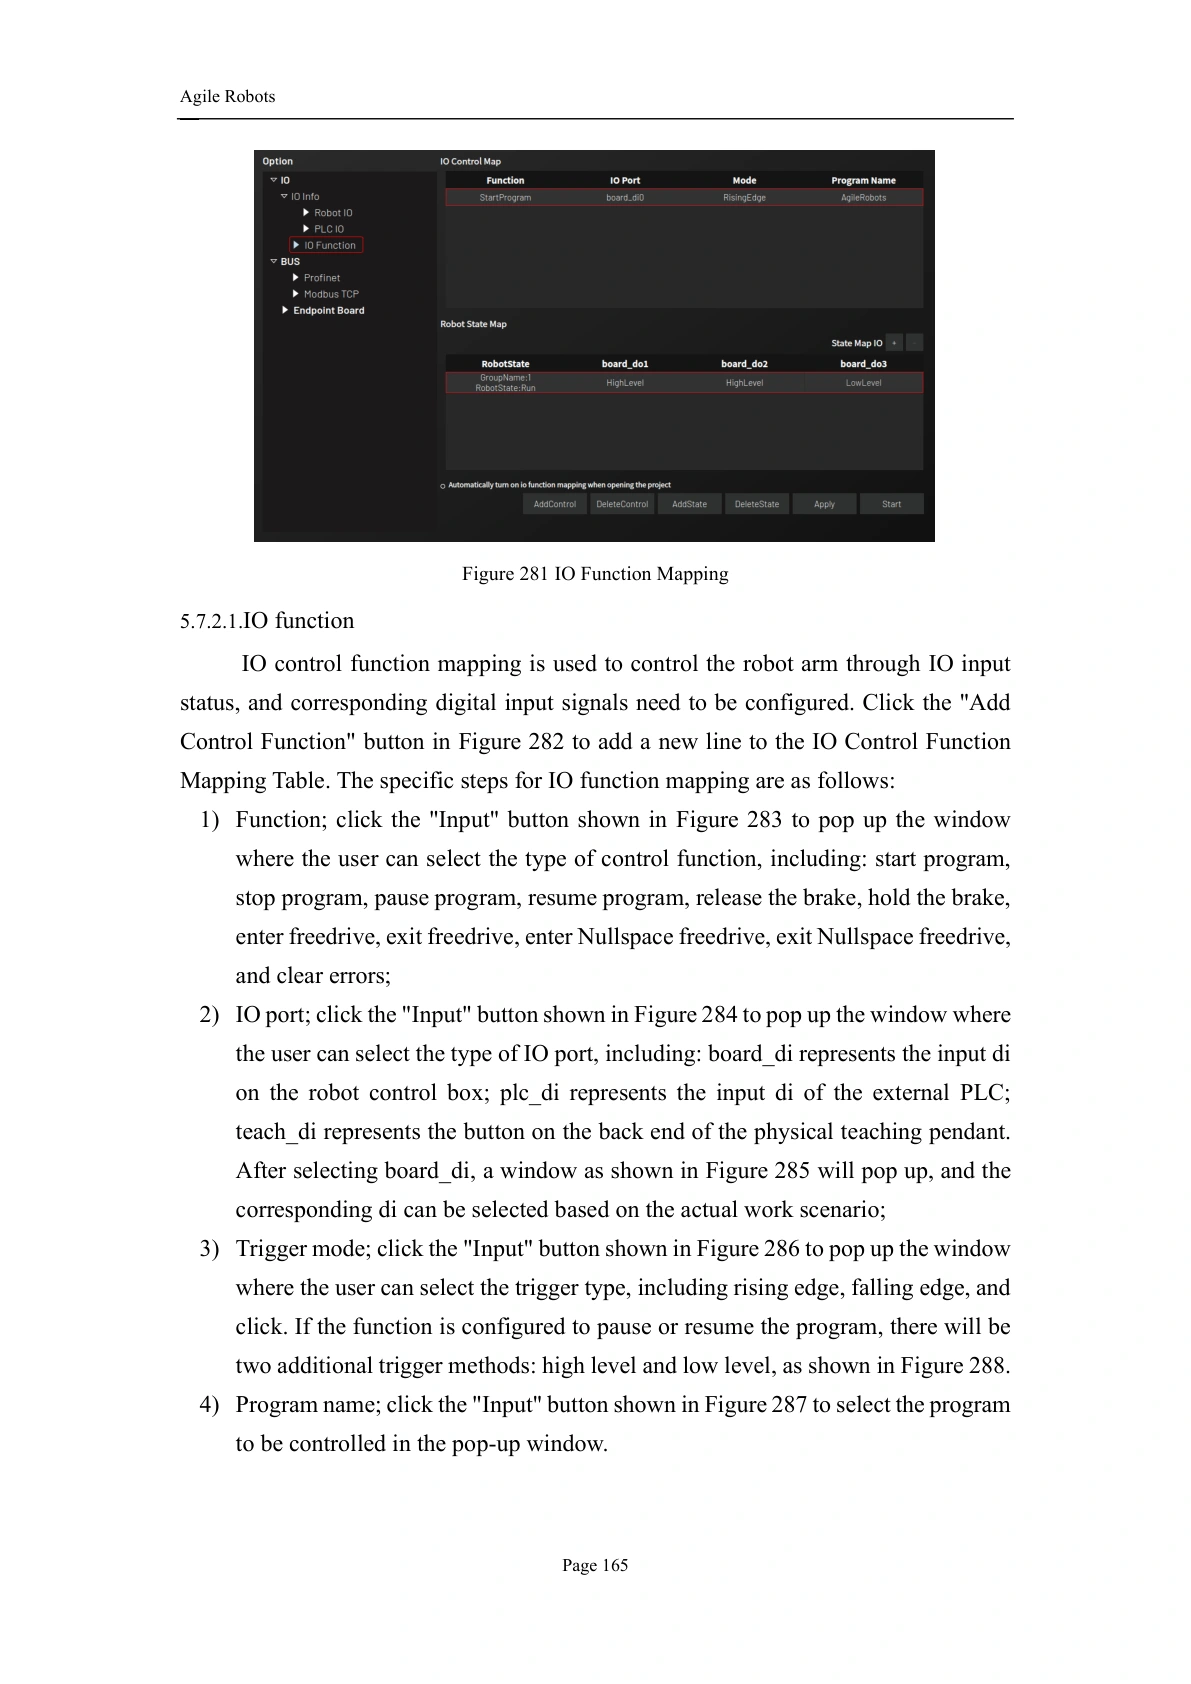 Agile Robots
Option
IO Control Map
▽ IO
Function IO Port Mode Program Name
▽ IO Info
StartProgram board_di0 RisingEdge AgileRobots
▶ Robot IO
▶ PLC IO
▶ IO Function
▽ BUS
▶ Profinet
▶ Modbus TCP
▶ Endpoint Board
Robot State Map
State Map IO + -
RobotState board_do1 board_do2 board_do3
GroupName:1
RobotState:Run HighLevel HighLevel LowLevel
Automatically turn on io function mapping when opening the project
AddControl DeleteControl AddState DeleteState Apply Start
Figure 281 IO Function Mapping
5.7.2.1.IO function
IO control function mapping is used to control the robot arm through IO input
status, and corresponding digital input signals need to be configured. Click the "Add
Control Function" button in Figure 282 to add a new line to the IO Control Function
Mapping Table. The specific steps for IO function mapping are as follows:
1) Function; click the "Input" button shown in Figure 283 to pop up the window
where the user can select the type of control function, including: start program,
stop program, pause program, resume program, release the brake, hold the brake,
enter freedrive, exit freedrive, enter Nullspace freedrive, exit Nullspace freedrive,
and clear errors;
2) IO port; click the "Input" button shown in Figure 284 to pop up the window where
the user can select the type of IO port, including: board_di represents the input di
on the robot control box; plc_di represents the input di of the external PLC;
teach_di represents the button on the back end of the physical teaching pendant.
After selecting board_di, a window as shown in Figure 285 will pop up, and the
corresponding di can be selected based on the actual work scenario;
3) Trigger mode; click the "Input" button shown in Figure 286 to pop up the window
where the user can select the trigger type, including rising edge, falling edge, and
click. If the function is configured to pause or resume the program, there will be
two additional trigger methods: high level and low level, as shown in Figure 288.
4) Program name; click the "Input" button shown in Figure 287 to select the program
to be controlled in the pop-up window.
Page 165